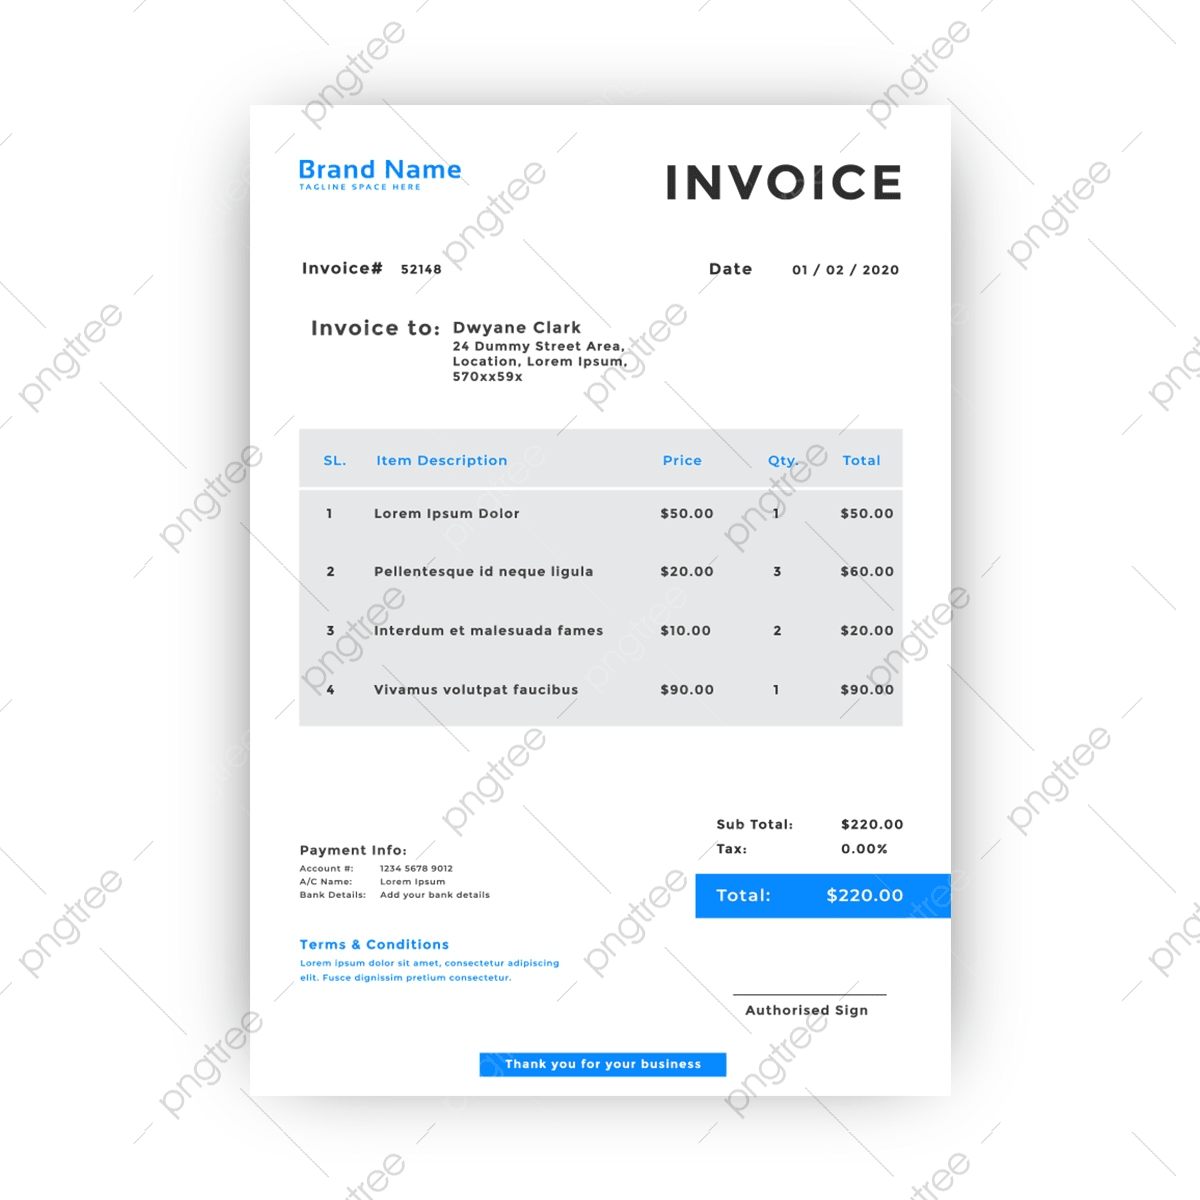 Brand Name
TAGLINE SPACE HERE
INVOICE
Invoice# 52148
Date 01 / 02 / 2020
Invoice to: Dwyane Clark
24 Dummy Street Area,
Location, Lorem Ipsum,
570xx59x
SL. Item Description Price Qty. Total
1 Lorem Ipsum Dolor $50.00 1 $50.00
2 Pellentesque id neque ligula $20.00 3 $60.00
3 Interdum et malesuada fames $10.00 2 $20.00
4 Vivamus volutpat faucibus $90.00 1 $90.00
Sub Total: $220.00
Tax: 0.00%
Total: $220.00
Payment Info:
Account #: 1234 5678 9012
A/C Name: Lorem Ipsum
Bank Details: Add your bank details
Terms & Conditions
Lorem ipsum dolor sit amet, consectetur adipiscing
elit. Fusce dignissim pretium consectetur.
Authorised Sign
Thank you for your business
pngtree